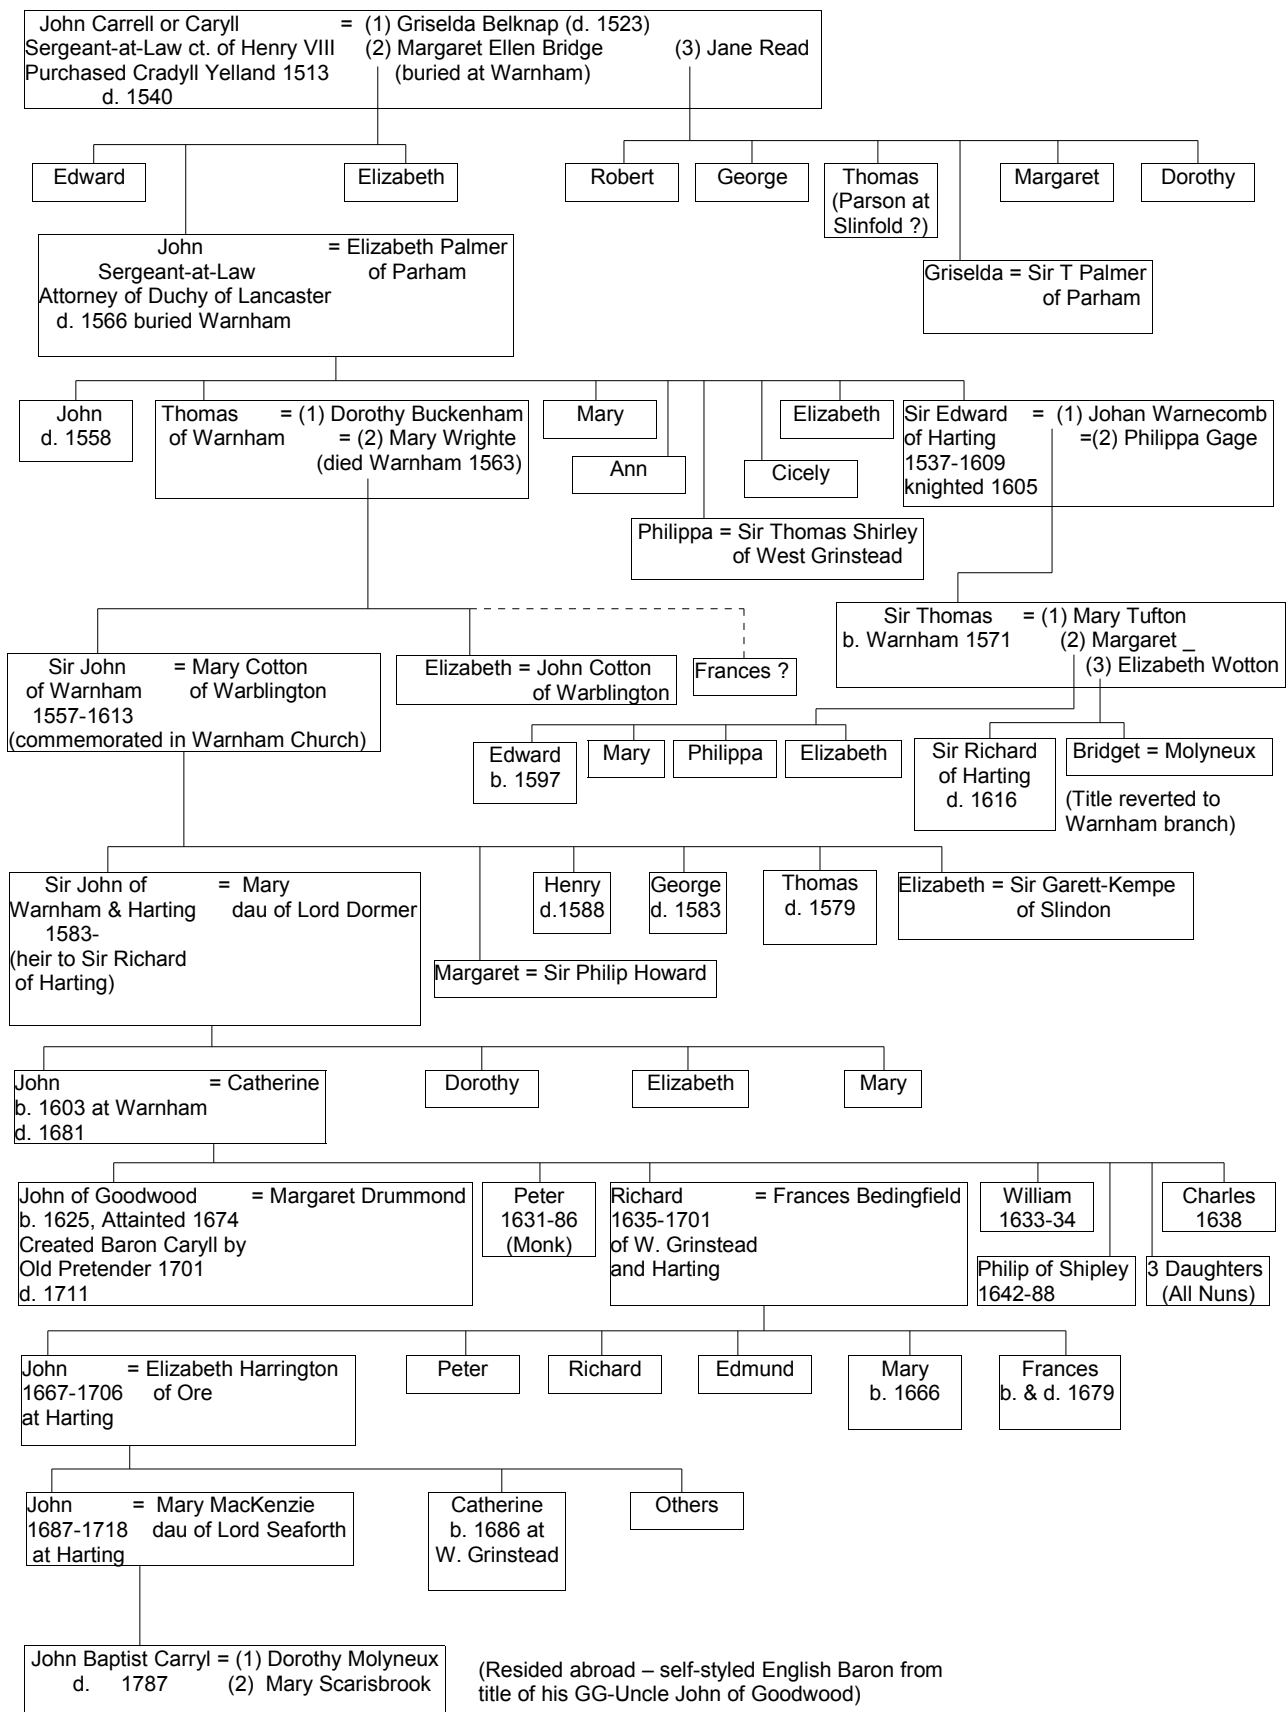 John Carrell or Caryll = (1) Griselda Belknap (d. 1523)
Sergeant-at-Law ct. of Henry VIII (2) Margaret Ellen Bridge (3) Jane Read
Purchased Cradyll Yelland 1513 (buried at Warnham)
d. 1540
Edward
Elizabeth
Robert
George
Thomas
(Parson at
Slinfold ?)
Margaret
Dorothy
John = Elizabeth Palmer
Sergeant-at-Law of Parham
Attorney of Duchy of Lancaster
d. 1566 buried Warnham
Griselda = Sir T Palmer
of Parham
John
d. 1558
Thomas = (1) Dorothy Buckenham
of Warnham = (2) Mary Wrighte
(died Warnham 1563)
Mary
Ann
Elizabeth
Cicely
Sir Edward = (1) Johan Warnecomb
of Harting =(2) Philippa Gage
1537-1609
knighted 1605
Philippa = Sir Thomas Shirley
of West Grinstead
Sir Thomas = (1) Mary Tufton
b. Warnham 1571 (2) Margaret _
(3) Elizabeth Wotton
Sir John = Mary Cotton
of Warnham of Warblington
1557-1613
(commemorated in Warnham Church)
Elizabeth = John Cotton
of Warblington
Frances ?
Edward
b. 1597
Mary
Philippa
Elizabeth
Sir Richard
of Harting
d. 1616
Bridget = Molyneux
(Title reverted to
Warnham branch)
Sir John of = Mary
Warnham & Harting dau of Lord Dormer
1583-
(heir to Sir Richard
of Harting)
Henry
d.1588
George
d. 1583
Thomas
d. 1579
Elizabeth = Sir Garett-Kempe
of Slindon
Margaret = Sir Philip Howard
John = Catherine
b. 1603 at Warnham
d. 1681
Dorothy
Elizabeth
Mary
John of Goodwood = Margaret Drummond
b. 1625, Attainted 1674
Created Baron Caryll by
Old Pretender 1701
d. 1711
Peter
1631-86
(Monk)
Richard = Frances Bedingfield
1635-1701
of W. Grinstead
and Harting
William
1633-34
Charles
1638
Philip of Shipley
1642-88
3 Daughters
(All Nuns)
John = Elizabeth Harrington
1667-1706 of Ore
at Harting
Peter
Richard
Edmund
Mary
b. 1666
Frances
b. & d. 1679
John = Mary MacKenzie
1687-1718 dau of Lord Seaforth
at Harting
Catherine
b. 1686 at
W. Grinstead
Others
John Baptist Carryl = (1) Dorothy Molyneux
d. 1787 (2) Mary Scarisbrook
(Resided abroad – self-styled English Baron from
title of his GG-Uncle John of Goodwood)